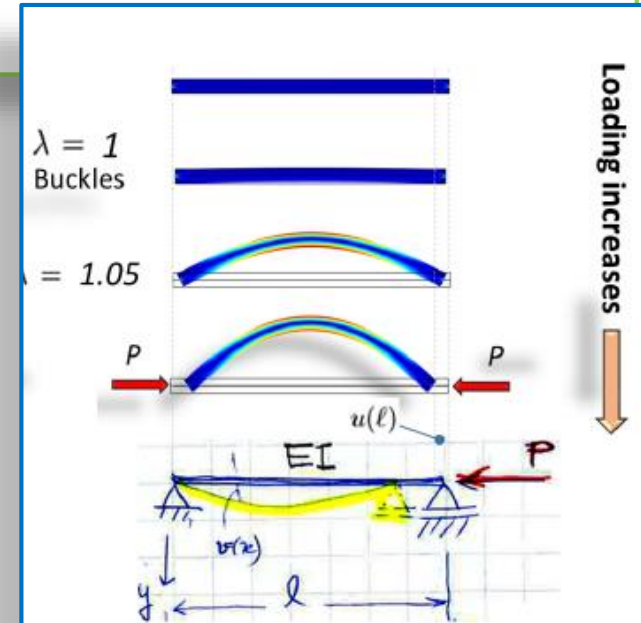 Loading increases
λ = 1
Buckles
= 1.05
P
P
u(ℓ)
EI
P
v(x)
y
ℓ